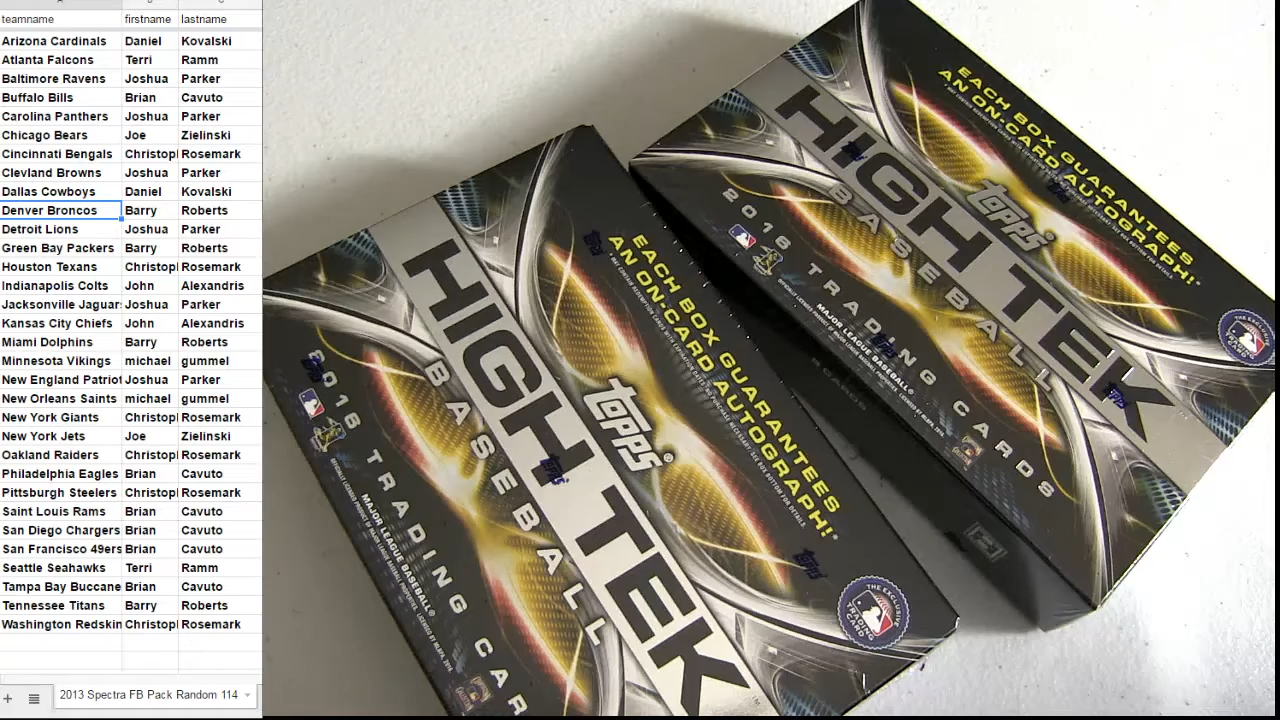 teamname firstname lastname
Arizona Cardinals Daniel Kovalski
Atlanta Falcons Terri Ramm
Baltimore Ravens Joshua Parker
Buffalo Bills Brian Cavuto
Carolina Panthers Joshua Parker
Chicago Bears Joe Zielinski
Cincinnati Bengals Christopl Rosemark
Clevland Browns Joshua Parker
Dallas Cowboys Daniel Kovalski
Denver Broncos Barry Roberts
Detroit Lions Joshua Parker
Green Bay Packers Barry Roberts
Houston Texans Christopl Rosemark
Indianapolis Colts John Alexandris
Jacksonville Jaguar Joshua Parker
Kansas City Chiefs John Alexandris
Miami Dolphins Barry Roberts
Minnesota Vikings michael gummel
New England Patriot Joshua Parker
New Orleans Saints michael gummel
New York Giants Christopl Rosemark
New York Jets Joe Zielinski
Oakland Raiders Christopl Rosemark
Philadelphia Eagles Brian Cavuto
Pittsburgh Steelers Christopl Rosemark
Saint Louis Rams Brian Cavuto
San Diego Chargers Brian Cavuto
San Francisco 49ers Brian Cavuto
Seattle Seahawks Terri Ramm
Tampa Bay Buccane Brian Cavuto
Tennessee Titans Barry Roberts
Washington Redskin Christopl Rosemark
2013 Spectra FB Pack Random 114
EACH BOX GUARANTEES
AN ON-CARD AUTOGRAPH!*
topps®
HIGH TEK™
BASEBALL
2016 TRADING CAR
MAJOR LEAGUE BASEBALL
THE EXCLUSIVE
TRADING CARD
EACH BOX GUARANTEES
AN ON-CARD AUTOGRAPH!*
topps
HIGH TEK
BASEBALL
2016 TRADING CARDS
MAJOR LEAGUE BASEBALL